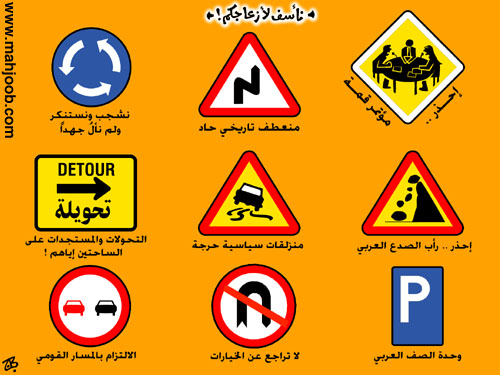 نأسف لازعاجكم!
www.mahjoob.com
إحذر .. مؤتمر قمة
منعطف تاريخي حاد
نشجب ونستنكر
ولم نألُ جهداً
إحذر .. رأب الصدع العربي
منزلقات سياسية حرجة
DETOUR
تحويلة
التحولات والمستجدات على
الساحتين إياهم !
P
وحدة الصف العربي
لا تراجع عن الخيارات
الالتزام بالمسار القومي